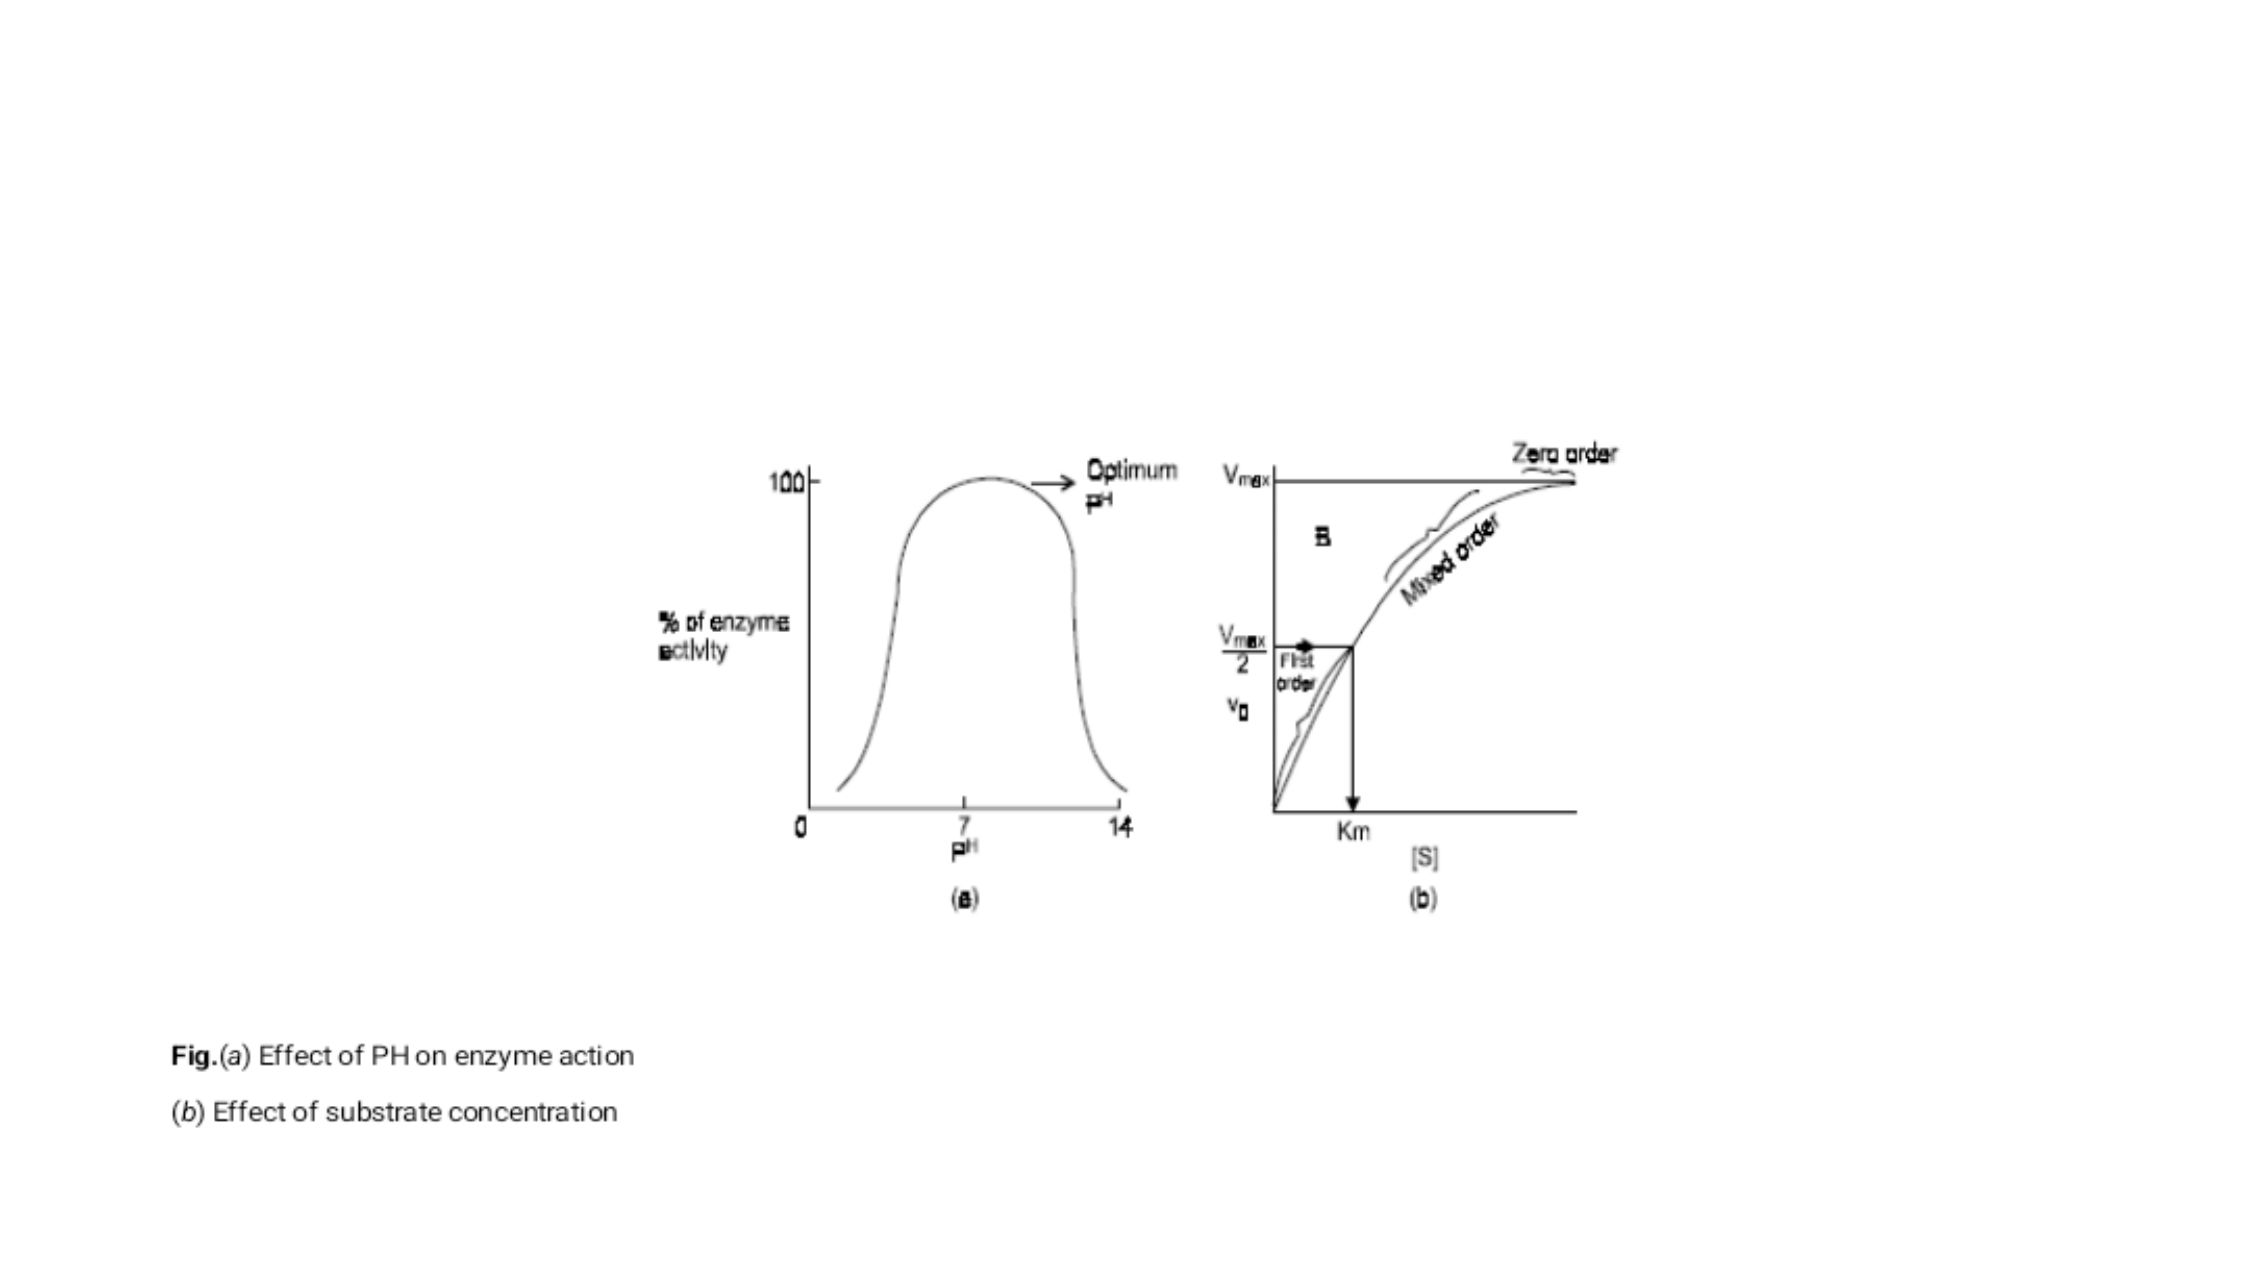 100
Optimum
PH
% of enzyme
activity
0
7
14
PH
(a)
Zero order
Vmax
B
Mixed order
Vmax
2
First
order
v0
Km
[S]
(b)
Fig.(a) Effect of PH on enzyme action
(b) Effect of substrate concentration